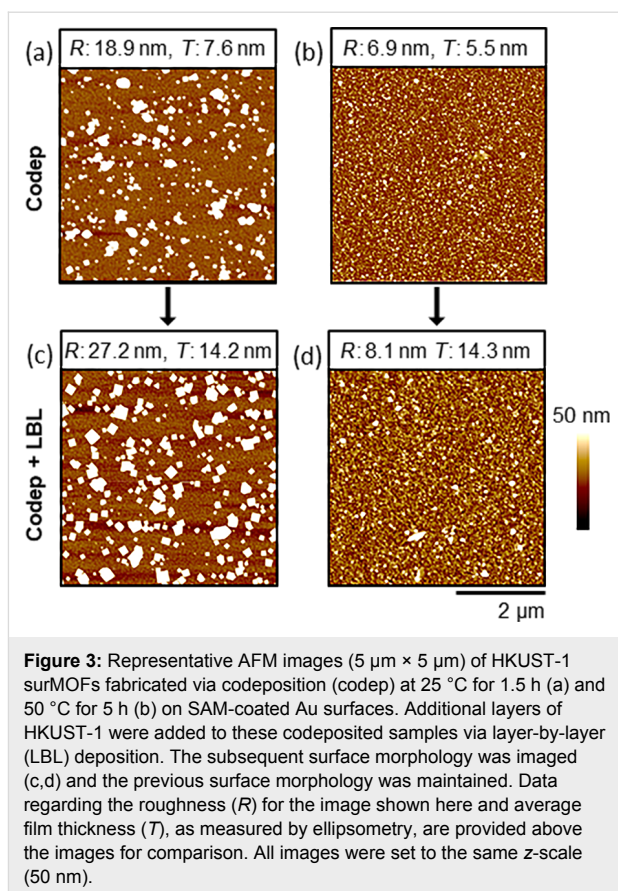 (a)
R: 18.9 nm, T: 7.6 nm
(b)
R: 6.9 nm, T: 5.5 nm
Codep
(c)
R: 27.2 nm, T: 14.2 nm
(d)
R: 8.1 nm T: 14.3 nm
Codep + LBL
50 nm
0 nm
2 µm
Figure 3: Representative AFM images (5 µm × 5 µm) of HKUST-1
surMOFs fabricated via codeposition (codep) at 25 °C for 1.5 h (a) and
50 °C for 5 h (b) on SAM-coated Au surfaces. Additional layers of
HKUST-1 were added to these codeposited samples via layer-by-layer
(LBL) deposition. The subsequent surface morphology was imaged
(c,d) and the previous surface morphology was maintained. Data
regarding the roughness (R) for the image shown here and average
film thickness (T), as measured by ellipsometry, are provided above
the images for comparison. All images were set to the same z-scale
(50 nm).